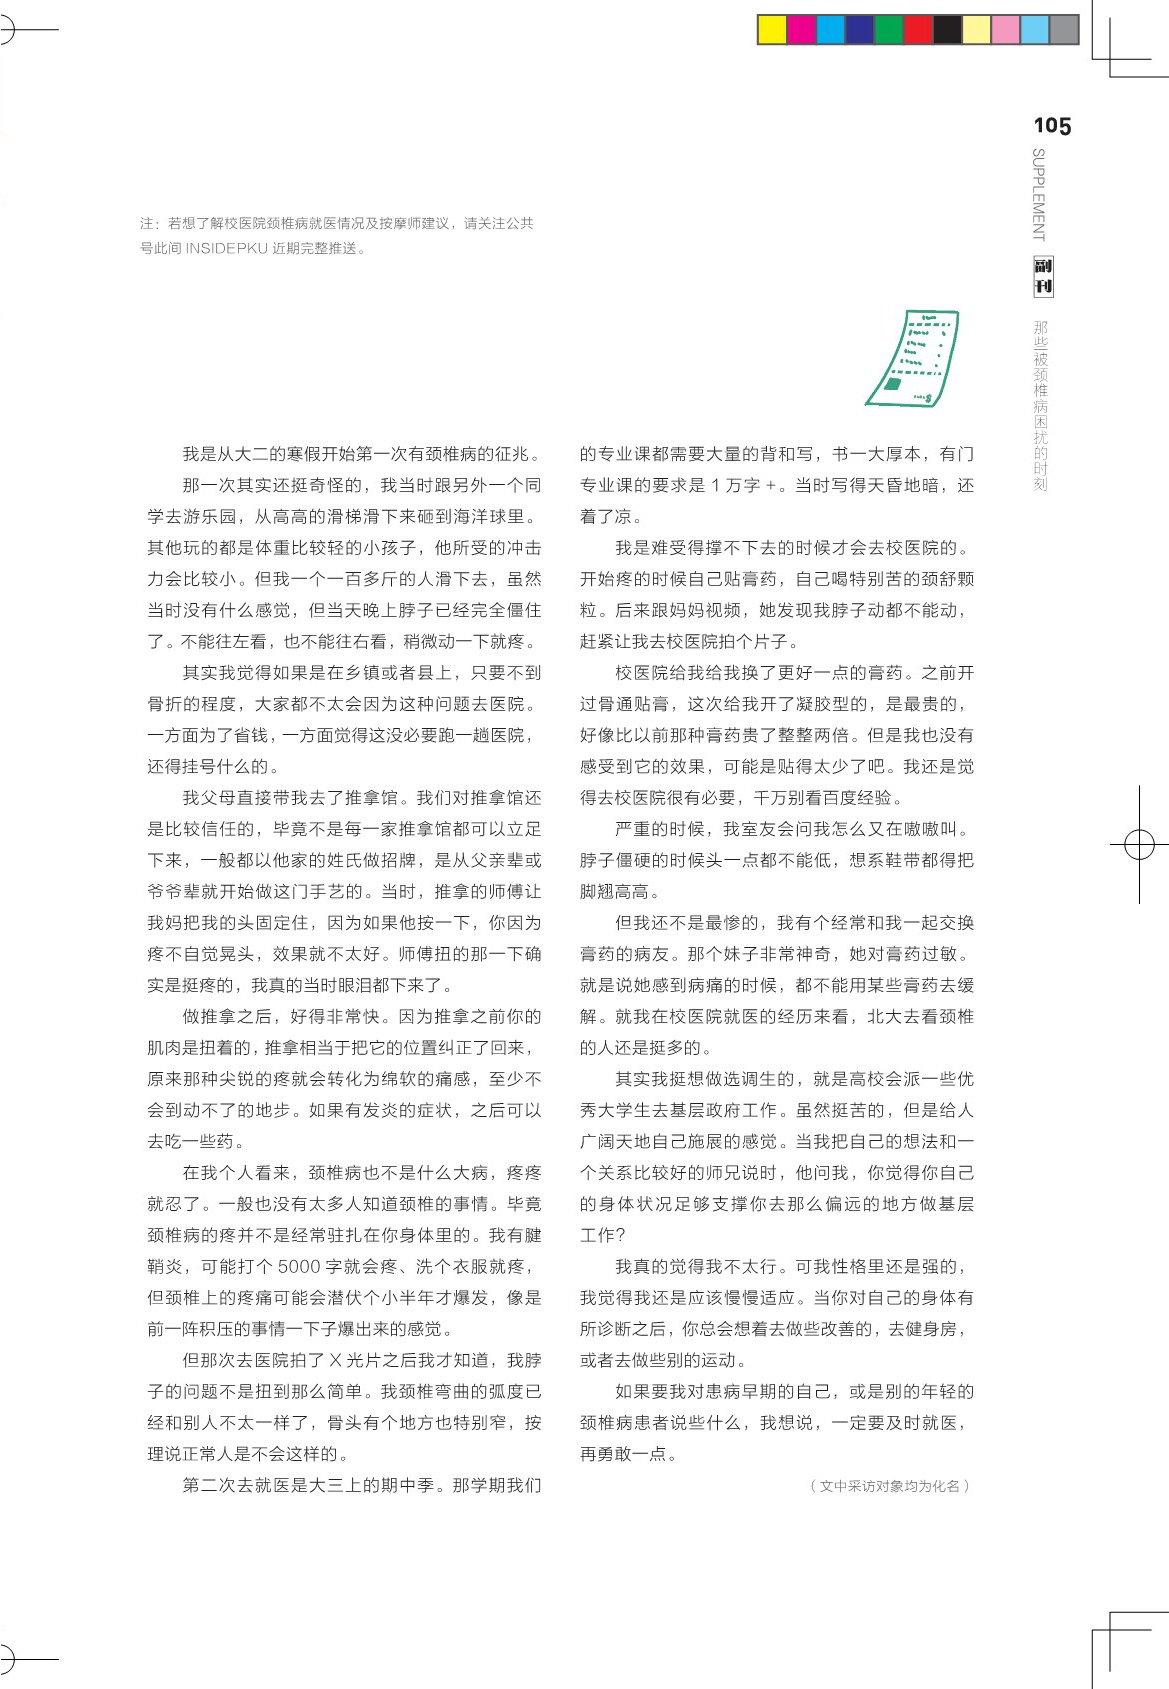 105
SUPPLEMENT
副刊
那些被颈椎病困扰的时刻
注：若想了解校医院颈椎病就医情况及按摩师建议，请关注公共
号此间 INSIDEPKU 近期完整推送。
我是从大二的寒假开始第一次有颈椎病的征兆。
那一次其实还挺奇怪的，我当时跟另外一个同
学去游乐园，从高高的滑梯滑下来砸到海洋球里。
其他玩的都是体重比较轻的小孩子，他所受的冲击
力会比较小。但我一个一百多斤的人滑下去，虽然
当时没有什么感觉，但当天晚上脖子已经完全僵住
了。不能往左看，也不能往右看，稍微动一下就疼。
其实我觉得如果是在乡镇或者县上，只要不到
骨折的程度，大家都不太会因为这种问题去医院。
一方面为了省钱，一方面觉得这没必要跑一趟医院，
还得挂号什么的。
我父母直接带我去了推拿馆。我们对推拿馆还
是比较信任的，毕竟不是每一家推拿馆都可以立足
下来，一般都以他家的姓氏做招牌，是从父亲辈或
爷爷辈就开始做这门手艺的。当时，推拿的师傅让
我妈把我的头固定住，因为如果他按一下，你因为
疼不自觉晃头，效果就不太好。师傅扭的那一下确
实是挺疼的，我真的当时眼泪都下来了。
做推拿之后，好得非常快。因为推拿之前你的
肌肉是扭着的，推拿相当于把它的位置纠正了回来，
原来那种尖锐的疼就会转化为绵软的痛感，至少不
会到动不了的地步。如果有发炎的症状，之后可以
去吃一些药。
在我个人看来，颈椎病也不是什么大病，疼疼
就忍了。一般也没有太多人知道颈椎的事情。毕竟
颈椎病的疼并不是经常驻扎在你身体里的。我有腱
鞘炎，可能打个 5000 字就会疼、洗个衣服就疼，
但颈椎上的疼痛可能会潜伏个小半年才爆发，像是
前一阵积压的事情一下子爆出来的感觉。
但那次去医院拍了 X 光片之后我才知道，我脖
子的问题不是扭到那么简单。我颈椎弯曲的弧度已
经和别人不太一样了，骨头有个地方也特别窄，按
理说正常人是不会这样的。
第二次去就医是大三上的期中季。那学期我们
的专业课都需要大量的背和写，书一大厚本，有门
专业课的要求是 1 万字 +。当时写得天昏地暗，还
着了凉。
我是难受得撑不下去的时候才会去校医院的。
开始疼的时候自己贴膏药，自己喝特别苦的颈舒颗
粒。后来跟妈妈视频，她发现我脖子动都不能动，
赶紧让我去校医院拍个片子。
校医院给我给我换了更好一点的膏药。之前开
过骨通贴膏，这次给我开了凝胶型的，是最贵的，
好像比以前那种膏药贵了整整两倍。但是我也没有
感受到它的效果，可能是贴得太少了吧。我还是觉
得去校医院很有必要，千万别看百度经验。
严重的时候，我室友会问我怎么又在嗷嗷叫。
脖子僵硬的时候头一点都不能低，想系鞋带都得把
脚翘高高。
但我还不是最惨的，我有个经常和我一起交换
膏药的病友。那个妹子非常神奇，她对膏药过敏。
就是说她感到病痛的时候，都不能用某些膏药去缓
解。就我在校医院就医的经历来看，北大去看颈椎
的人还是挺多的。
其实我挺想做选调生的，就是高校会派一些优
秀大学生去基层政府工作。虽然挺苦的，但是给人
广阔天地自己施展的感觉。当我把自己的想法和一
个关系比较好的师兄说时，他问我，你觉得你自己
的身体状况足够支撑你去那么偏远的地方做基层
工作？
我真的觉得我不太行。可我性格里还是强的，
我觉得我还是应该慢慢适应。当你对自己的身体有
所诊断之后，你总会想着去做些改善的，去健身房，
或者去做些别的运动。
如果要我对患病早期的自己，或是别的年轻的
颈椎病患者说些什么，我想说，一定要及时就医，
再勇敢一点。
（文中采访对象均为化名）